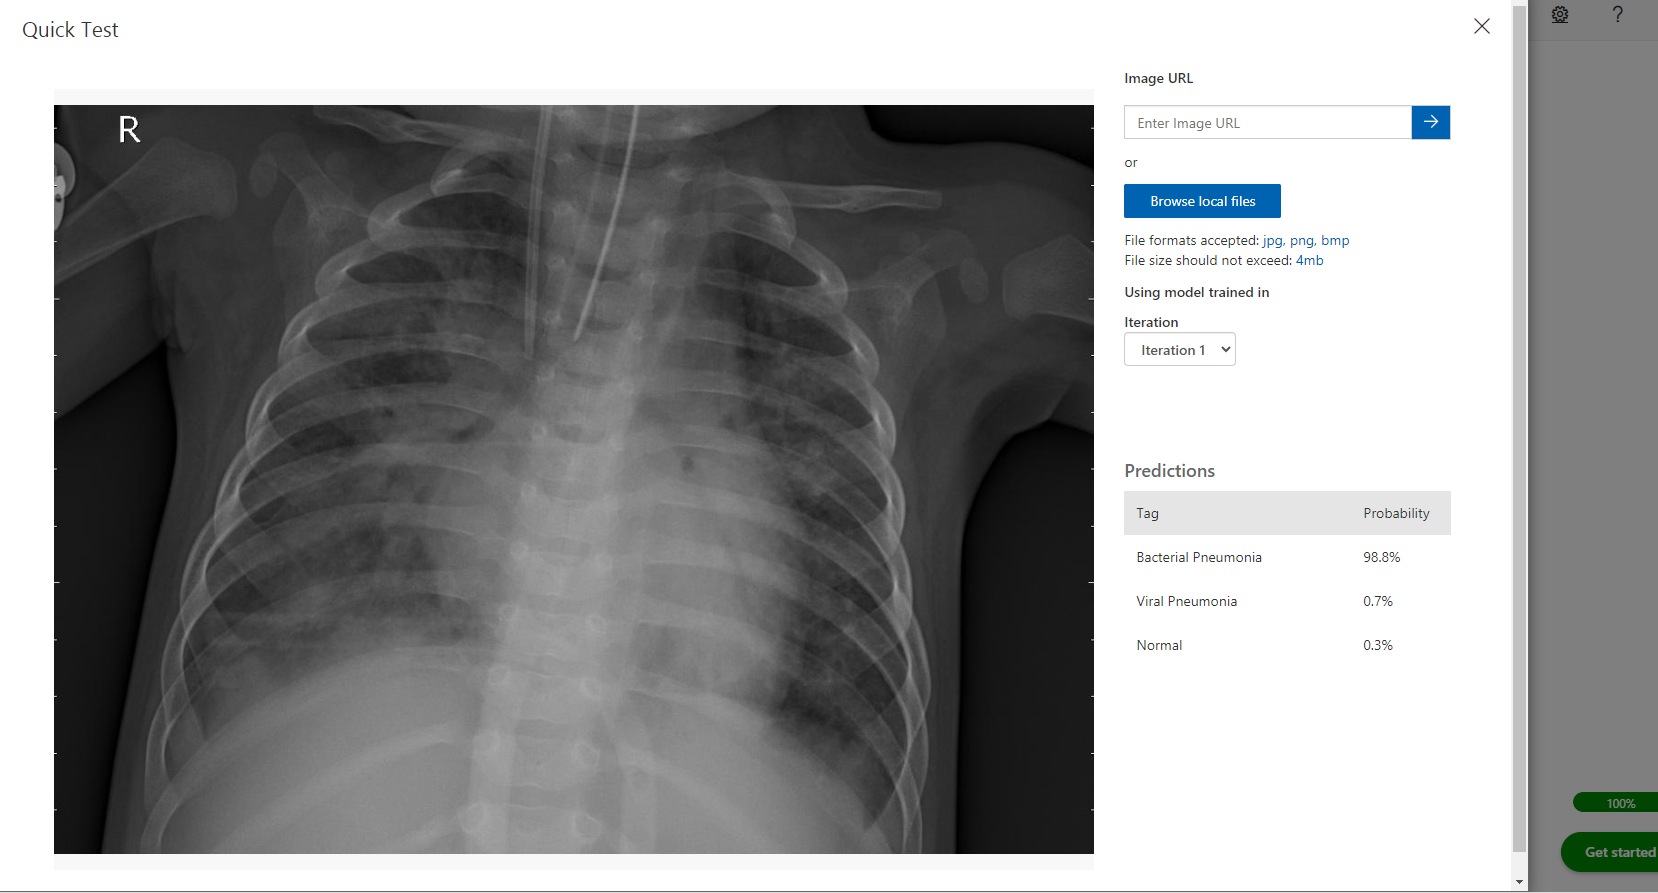 Quick Test
?
R
Image URL
Enter Image URL
or
Browse local files
File formats accepted: jpg, png, bmp
File size should not exceed: 4mb
Using model trained in
Iteration
Iteration 1
Predictions
Tag Probability
Bacterial Pneumonia 98.8%
Viral Pneumonia 0.7%
Normal 0.3%
100%
Get started